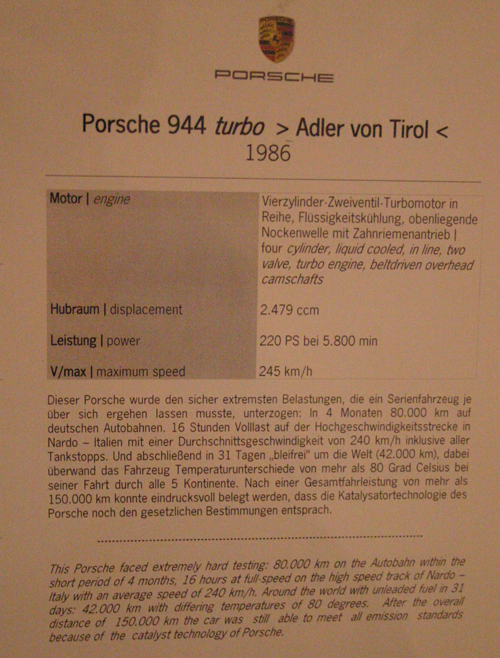 PORSCHE
Porsche 944 turbo > Adler von Tirol <
1986
Motor | engine
Vierzylinder-Zweiventil-Turbomotor in
Reihe, Flüssigkeitskühlung, obenliegende
Nockenwelle mit Zahnriemenantrieb |
four cylinder, liquid cooled, in line, two
valve, turbo engine, beltdriven overhead
camschafts
Hubraum | displacement
2.479 ccm
Leistung | power
220 PS bei 5.800 min
V/max | maximum speed
245 km/h
Dieser Porsche wurde den sicher extremsten Belastungen, die ein Serienfahrzeug je
über sich ergehen lassen musste, unterzogen: In 4 Monaten 80.000 km auf
deutschen Autobahnen. 16 Stunden Volllast auf der Hochgeschwindigkeitsstrecke in
Nardo – Italien mit einer Durchschnittsgeschwindigkeit von 240 km/h inklusive aller
Tankstopps. Und abschließend in 31 Tagen „bleifrei" um die Welt (42.000 km), dabei
überwand das Fahrzeug Temperaturunterschiede von mehr als 80 Grad Celsius bei
seiner Fahrt durch alle 5 Kontinente. Nach einer Gesamtfahrleistung von mehr als
150.000 km konnte eindrucksvoll belegt werden, dass die Katalysatortechnologie des
Porsche noch den gesetzlichen Bestimmungen entsprach.
This Porsche faced extremely hard testing: 80.000 km on the Autobahn within the
short period of 4 months, 16 hours at full-speed on the high speed track of Nardo –
Italy with an average speed of 240 km/h. Around the world with unleaded fuel in 31
days: 42.000 km with differing temperatures of 80 degrees. After the overall
distance of 150.000 km the car was still able to meet all emission standards
because of the catalyst technology of Porsche.